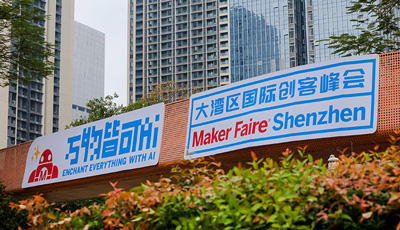 万物皆可Hi
ENCHANT EVERYTHING WITH AI
大湾区国际创客峰会
Maker Faire® Shenzhen